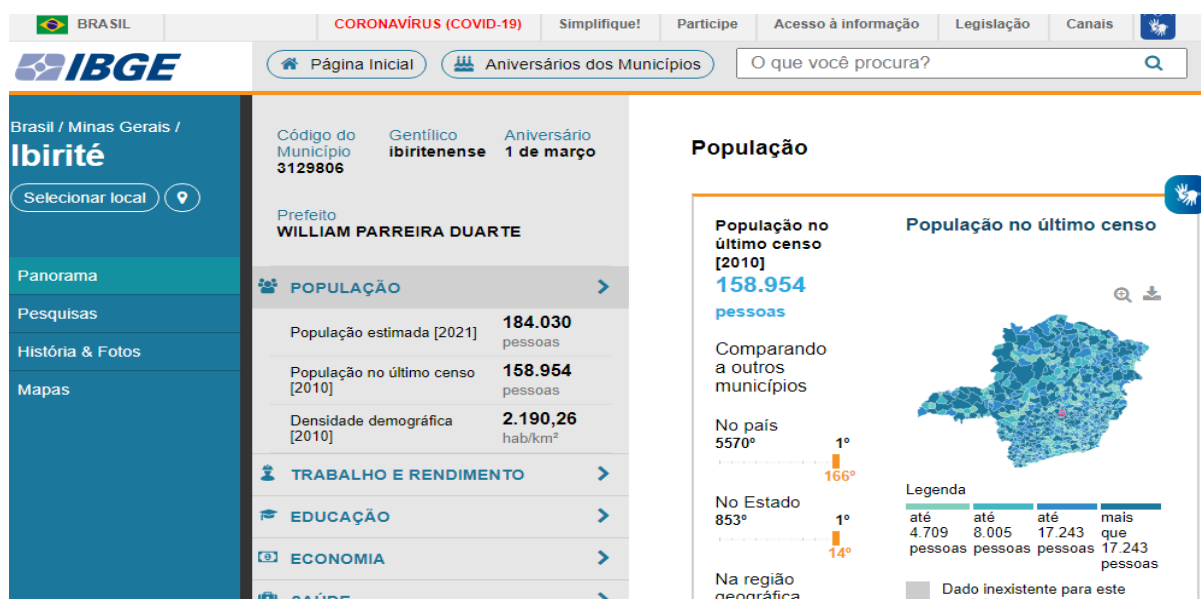 BRASIL
CORONAVÍRUS (COVID-19)
Simplifique!
Participe
Acesso à informação
Legislação
Canais
IBGE
Página Inicial
Aniversários dos Municípios
O que você procura?
Brasil / Minas Gerais /
Ibirité
Selecionar local
Panorama
Pesquisas
História & Fotos
Mapas
Código do
Município
3129806
Gentílico
ibiritenense
Aniversário
1 de março
Prefeito
WILLIAM PARREIRA DUARTE
POPULAÇÃO
População estimada [2021]
184.030
pessoas
População no último censo
[2010]
158.954
pessoas
Densidade demográfica
[2010]
2.190,26
hab/km²
TRABALHO E RENDIMENTO
EDUCAÇÃO
ECONOMIA
SAÚDE
População
População no
último censo
[2010]
158.954
pessoas
Comparando
a outros
municípios
No país
5570º
1º
166º
No Estado
853º
1º
14º
Na região
geográfica
População no último censo
Legenda
até
4.709
pessoas
até
8.005
pessoas
até
17.243
pessoas
mais
que
17.243
pessoas
Dado inexistente para este